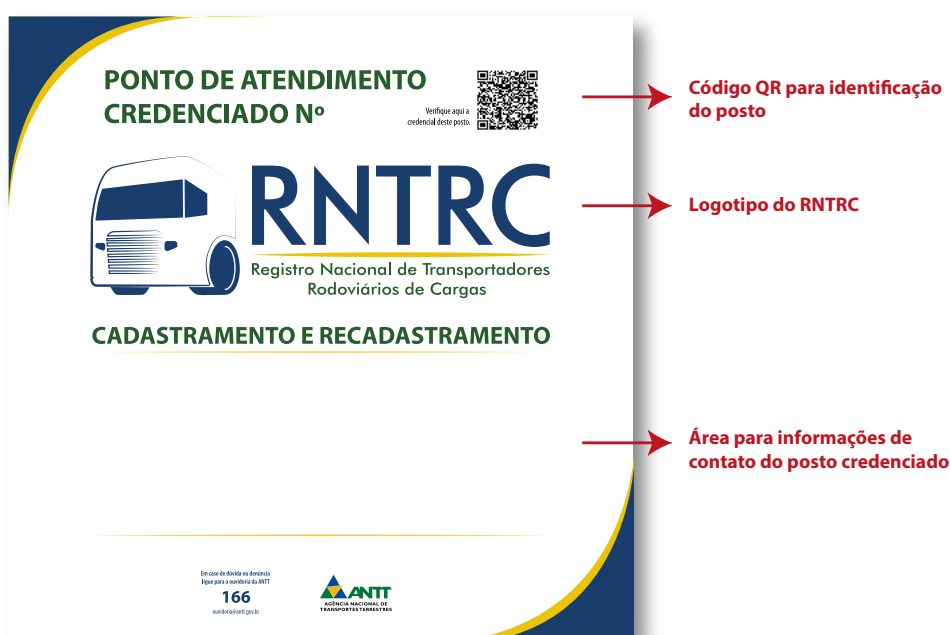 PONTO DE ATENDIMENTO
CREDENCIADO Nº
Verifique aqui a
credencial deste posto.
Código QR para identificação
do posto
RNTRC
Registro Nacional de Transportadores
Rodoviários de Cargas
Logotipo do RNTRC
CADASTRAMENTO E RECADASTRAMENTO
Área para informações de
contato do posto credenciado
Em caso de dúvida ou denúncia
ligue para a ouvidoria da ANTT
166
ouvidoria@antt.gov.br
ANTT
AGÊNCIA NACIONAL DE
TRANSPORTES TERRESTRES